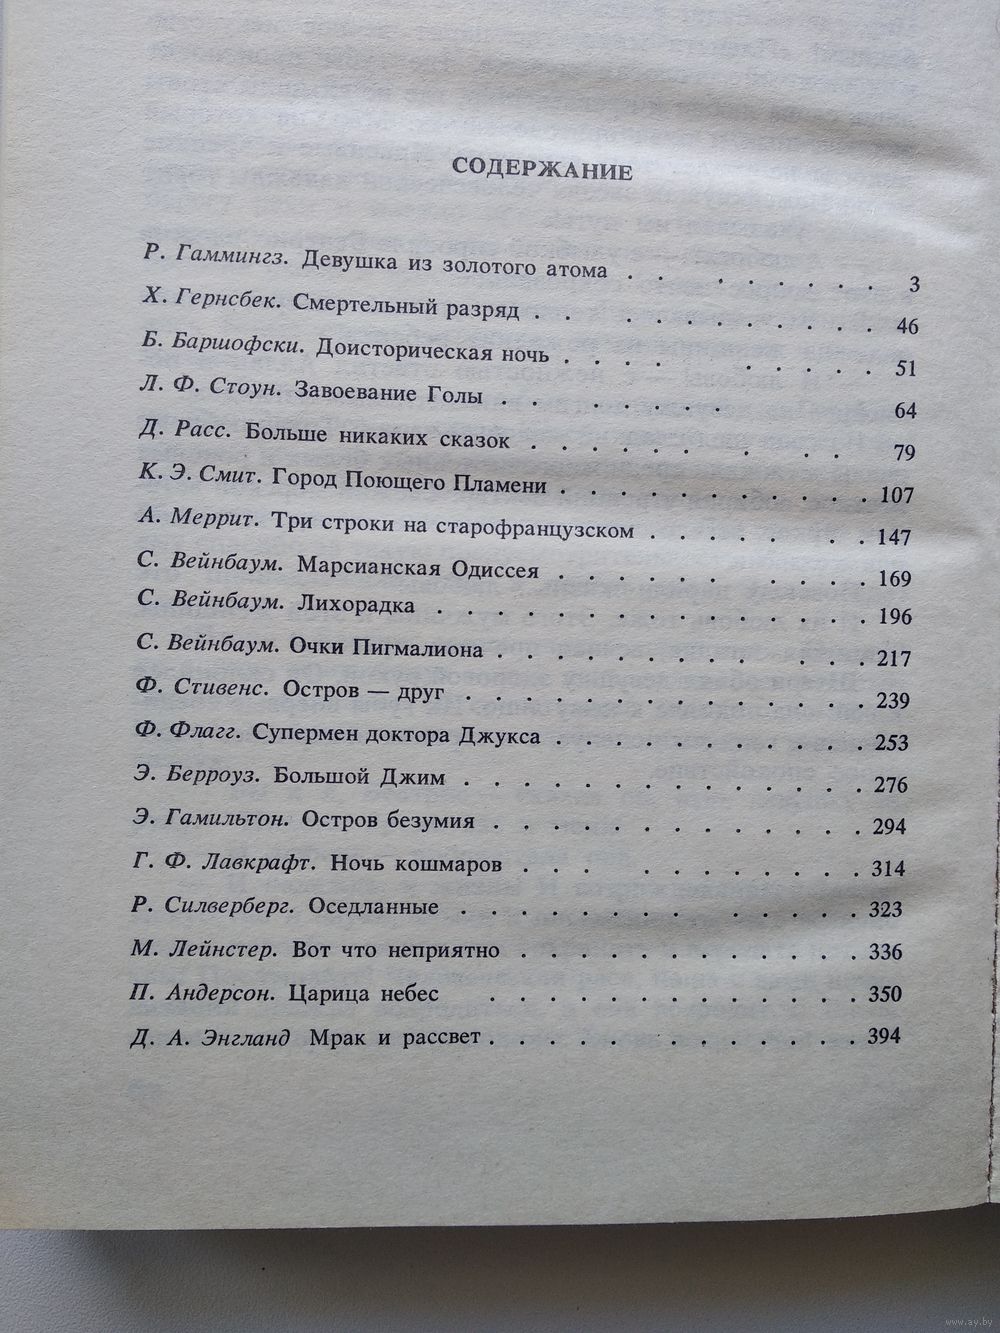 СОДЕРЖАНИЕ
Р. Гаммингз. Девушка из золотого атома . . . . . . . . 3
Х. Гернсбек. Смертельный разряд . . . . . . . . . . . 46
Б. Баршофски. Доисторическая ночь . . . . . . . . . 51
Л. Ф. Стоун. Завоевание Голы . . . . . . . 64
Д. Расс. Больше никаких сказок . . . . . . . . . 79
К. Э. Смит. Город Поющего Пламени . . . . . . . . . . . 107
А. Меррит. Три строки на старофранцузском . . . . . . . 147
С. Вейнбаум. Марсианская Одиссея . . . . . . . . . . 169
С. Вейнбаум. Лихорадка . . . . . . . . . . . . . . . 196
С. Вейнбаум. Очки Пигмалиона . . . . . . . . . . . . 217
Ф. Стивенс. Остров — друг . . . . . . . . . . . . . . 239
Ф. Флагг. Супермен доктора Джукса . . . . . . . . . . . 253
Э. Берроуз. Большой Джим . . . . . . . . . . . . . . 276
Э. Гамильтон. Остров безумия . . . . . . . . . . . . . 294
Г. Ф. Лавкрафт. Ночь кошмаров . . . . . . . . . . . 314
Р. Силверберг. Оседланные . . . . . . . . . . . . . 323
М. Лейнстер. Вот что неприятно . . . . . . . . . . . . 336
П. Андерсон. Царица небес . . . . . . . . . . . . . 350
Д. А. Энгланд Мрак и рассвет . . . . . . . . . . . . . 394
www.ay.by